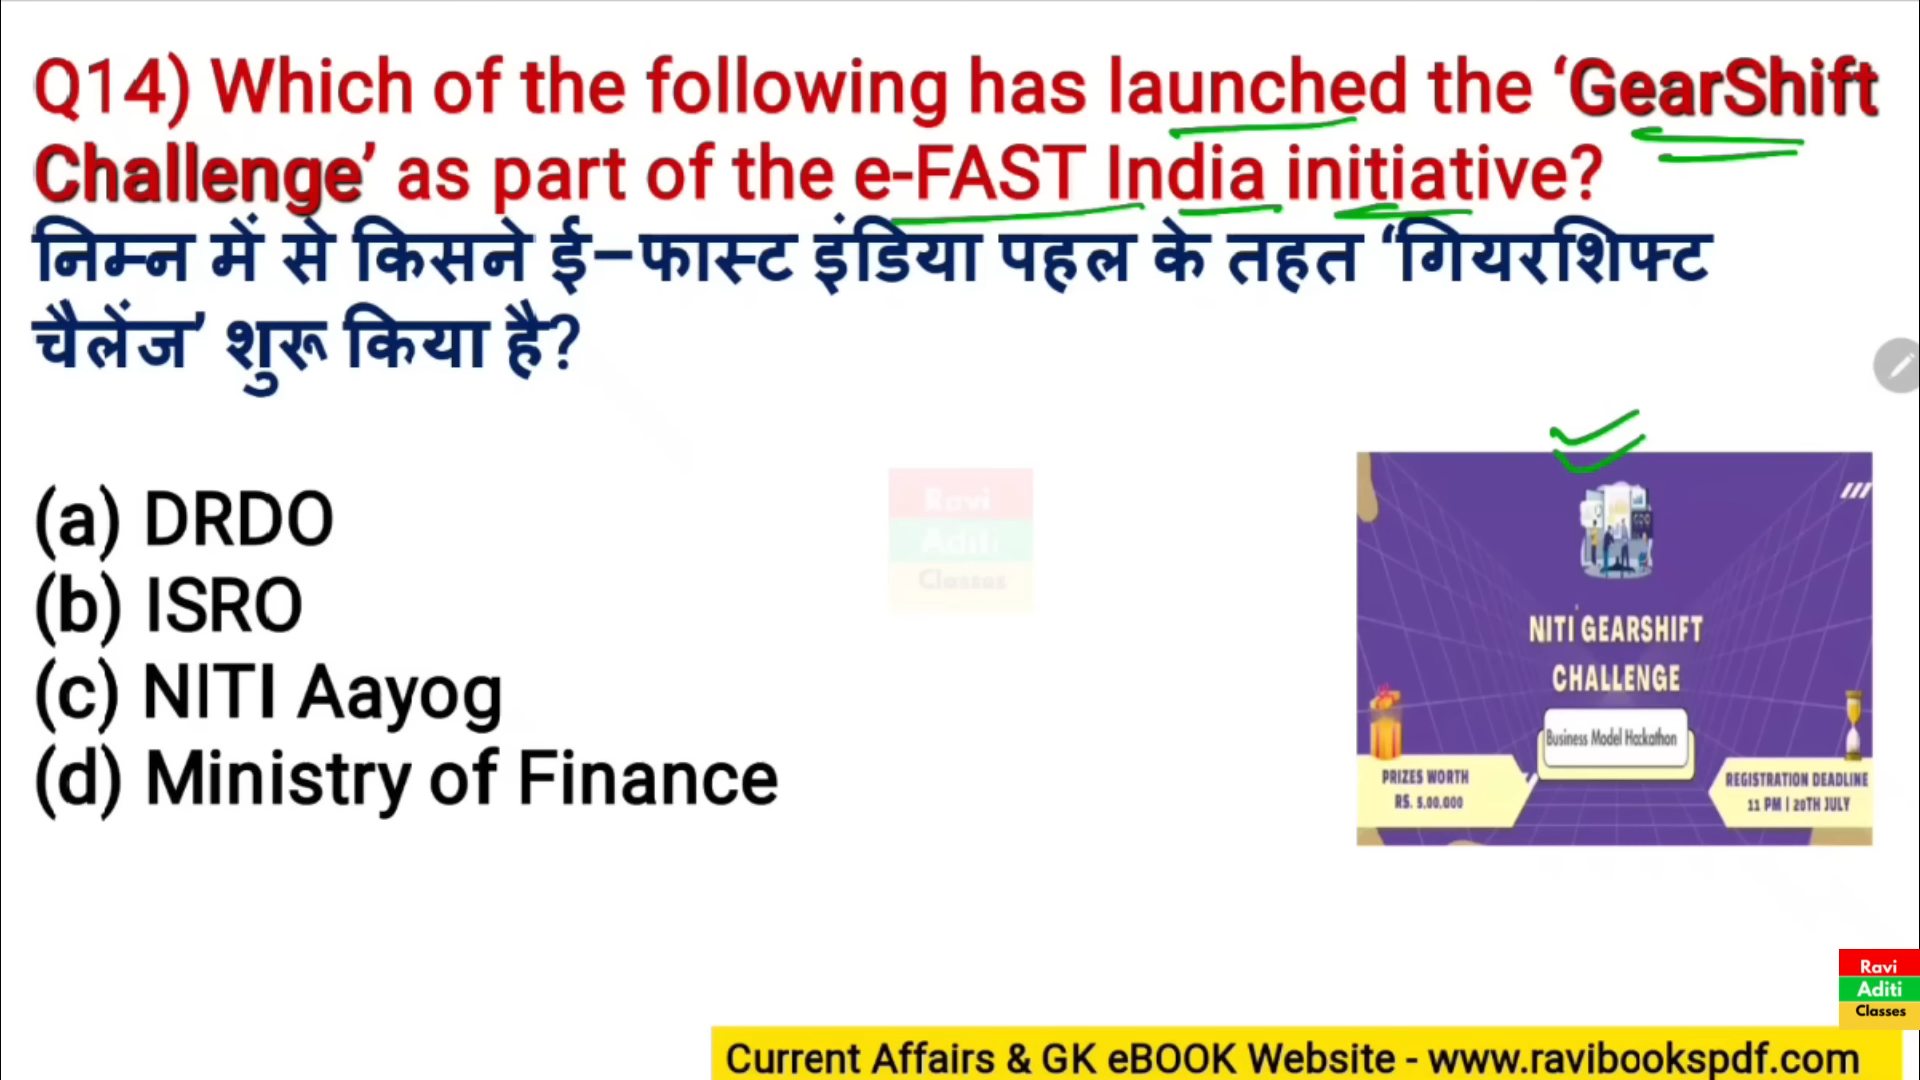 Q14) Which of the following has launched the ‘GearShift
Challenge’ as part of the e-FAST India initiative?
निम्न में से किसने ई–फास्ट इंडिया पहल के तहत ‘गियरशिफ्ट
चैलेंज’ शुरू किया है?
(a) DRDO
(b) ISRO
(c) NITI Aayog
(d) Ministry of Finance
Ravi
Aditi
Classes
NITI GEARSHIFT
CHALLENGE
Business Model Hackathon
PRIZES WORTH
RS. 5,00,000
REGISTRATION DEADLINE
11 PM | 20TH JULY
Ravi
Aditi
Classes
Current Affairs & GK eBOOK Website - www.ravibookspdf.com